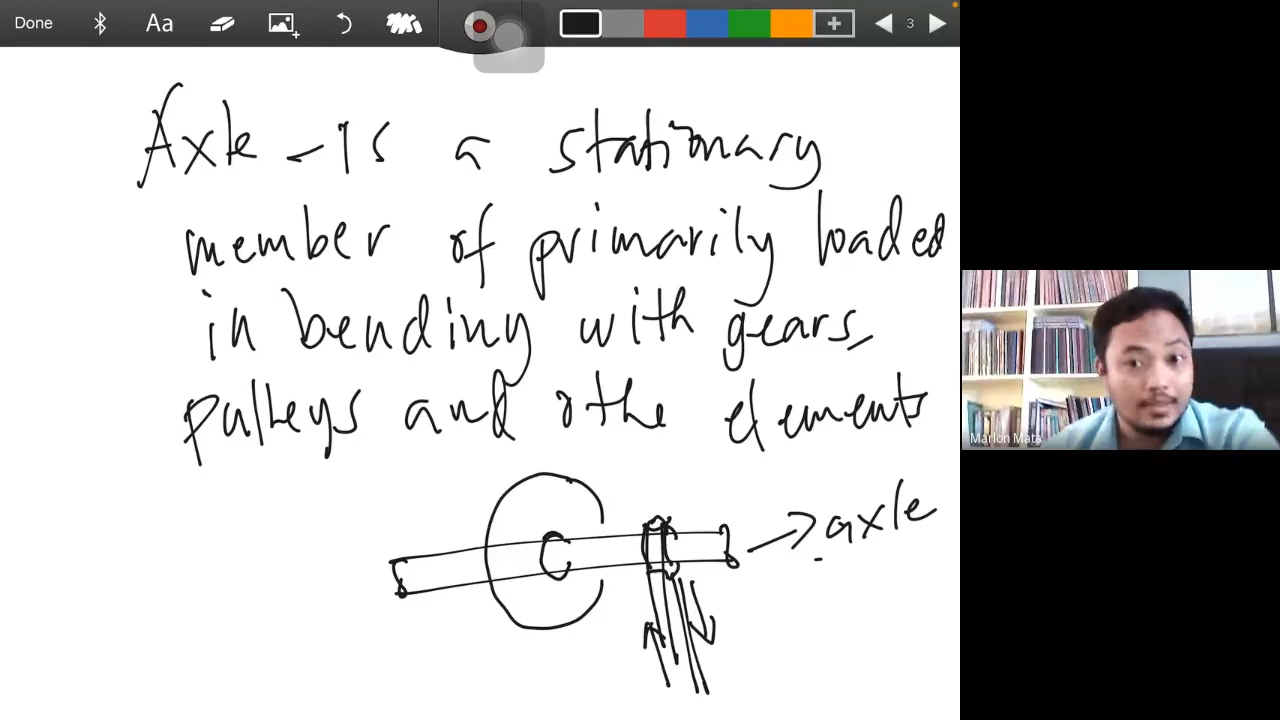 Done Aa 3
Axle - is a stationary
member of primarily loaded
in bending with gears,
pulleys and othe elements
axle
Marlon Mata